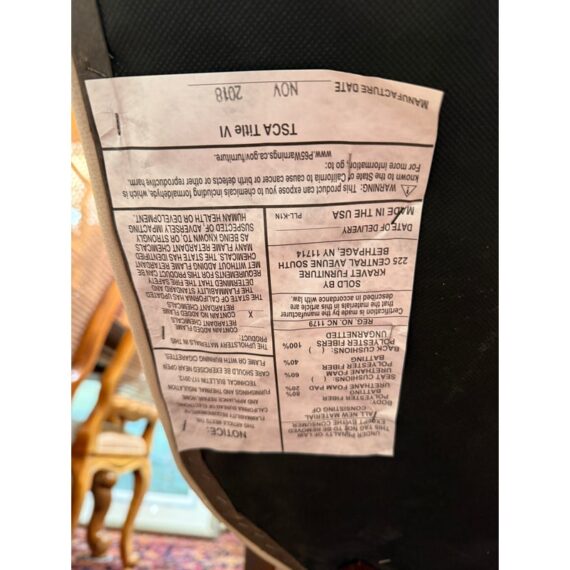 UNDER PENALTY OF LAW
THIS TAG NOT TO BE REMOVED
EXCEPT BY THE CONSUMER
ALL NEW MATERIAL
CONSISTING OF
BODY:
POLYESTER FIBER
BATTING 80%
URETHANE FOAM PAD 20%
SEAT CUSHIONS: ( )
URETHANE FOAM 60%
POLYESTER FIBER
BATTING 40%
BACK CUSHIONS: ( )
POLYESTER FIBERS 100%
UNGARNETTED
REG. NO. NC 1179
Certification is made by the manufacturer
that the materials in this article are
described in accordance with law.
SOLD BY
KRAVET FURNITURE
225 CENTRAL AVEUNE SOUTH
BETHPAGE, NY 11714
DATE OF DELIVERY
MADE IN THE USA PLL-K1N
NOTICE:
THIS ARTICLE MEETS THE
FLAMMABILITY REQUIREMENTS OF
CALIFORNIA BUREAU OF ELECTRONIC
AND APPLIANCE REPAIR, HOME
FURNISHINGS AND THERMAL INSULATION
TECHNICAL BULLETIN 117-2013.
CARE SHOULD BE EXERCISED NEAR OPEN
FLAME OR WITH BURNING CIGARETTES
THE UPHOLSTERY MATERIALS IN THIS
PRODUCT:
CONTAIN ADDED FLAME
RETARDANT CHEMICALS
X CONTAIN NO ADDED FLAME
RETARDANT CHEMICALS
THE STATE OF CALIFORNIA HAS UPDATED
THE FLAMMABILITY STANDARD AND
DETERMINED THAT THE FIRE SAFETY
REQUIREMENTS FOR THIS PRODUCT CAN BE
MET WITHOUT ADDING FLAME RETARDANT
CHEMICALS. THE STATE HAS IDENTIFIED
MANY FLAME RETARDANT CHEMICALS
AS BEING KNOWN TO, OR STRONGLY
SUSPECTED OF, ADVERSELY IMPACTING
HUMAN HEALTH OR DEVELOPMENT.
WARNING: This product can expose you to chemicals including formaldehyde, which is
known to the State of California to cause cancer or birth defects or other reproductive harm.
For more information, go to:
www.P65Warnings.ca.gov/furniture.
TSCA Title VI
MANUFACTURE DATE NOV 2018